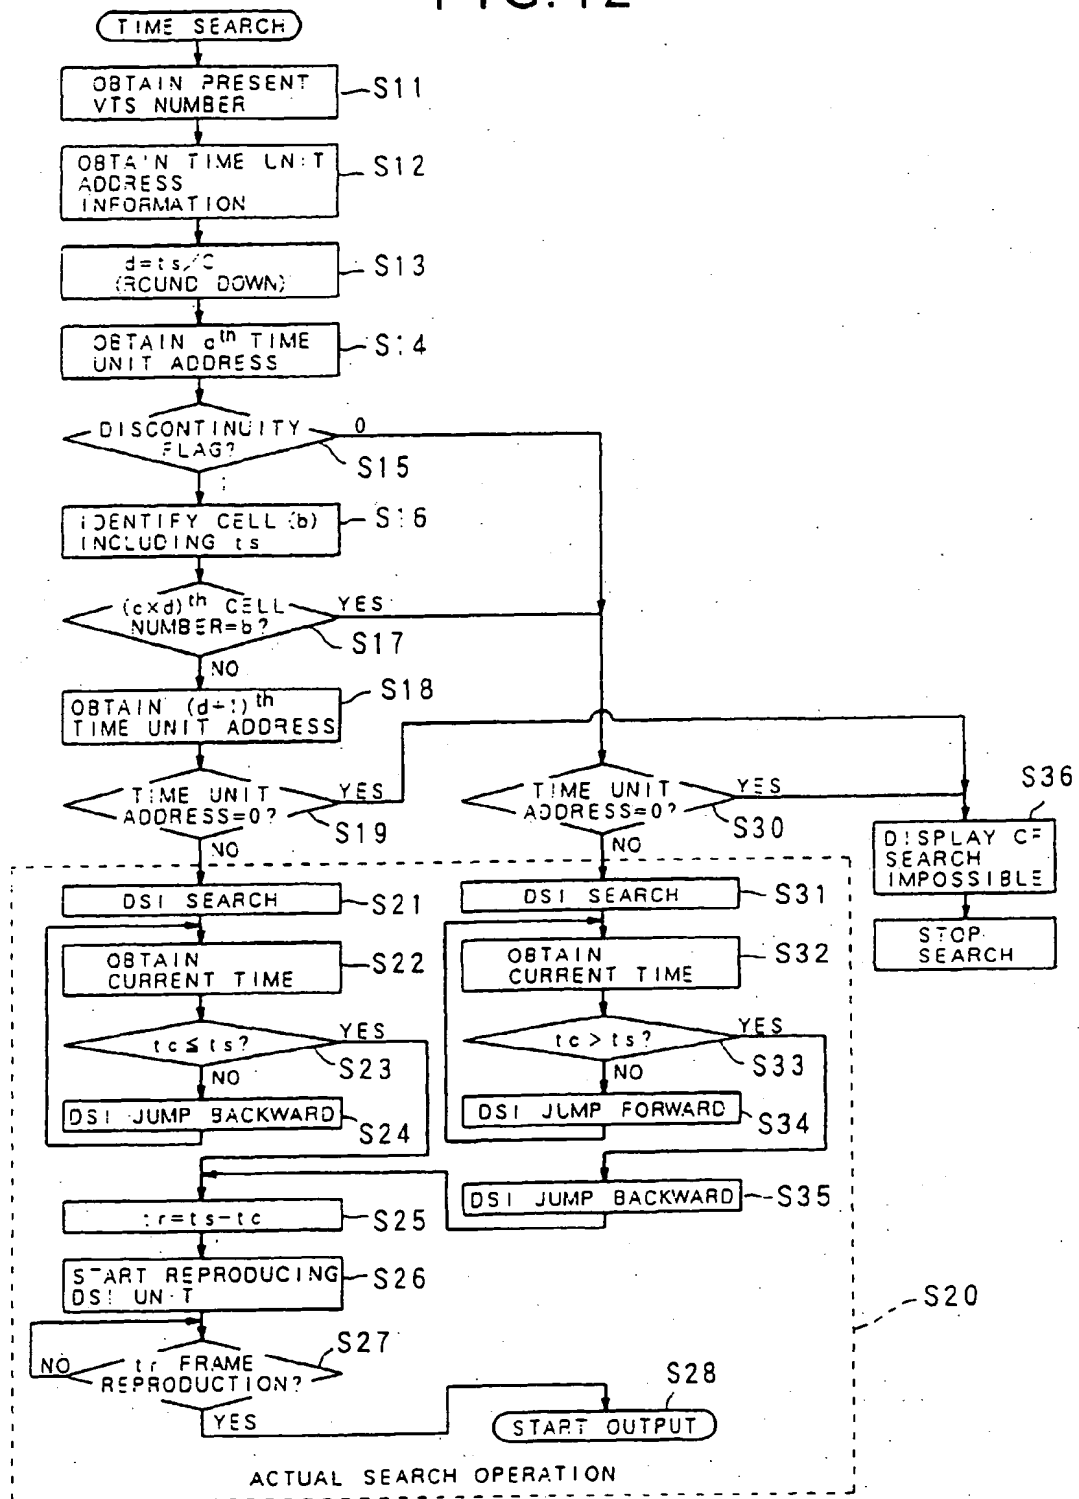 FIG. 12
TIME SEARCH
OBTAIN PRESENT
VTS NUMBER
S11
OBTAIN TIME UNIT
ADDRESS
INFORMATION
S12
d=ts/C
(ROUND DOWN)
S13
OBTAIN dth TIME
UNIT ADDRESS
S14
DISCONTINUITY
FLAG?
0
S15
IDENTIFY CELL (b)
INCLUDING ts
S16
(c×d)th CELL
NUMBER=b?
YES
S17
NO
OBTAIN (d+1)th
TIME UNIT ADDRESS
S18
TIME UNIT
ADDRESS=0?
YES
S19
NO
TIME UNIT
ADDRESS=0?
YES
S30
NO
S36
DISPLAY OF
SEARCH
IMPOSSIBLE
STOP
SEARCH
DSI SEARCH
S21
OBTAIN
CURRENT TIME
S22
tc≦ts?
YES
S23
NO
DSI JUMP BACKWARD
S24
DSI SEARCH
S31
OBTAIN
CURRENT TIME
S32
tc>ts?
YES
S33
NO
DSI JUMP FORWARD
S34
DSI JUMP BACKWARD
S35
tr=ts-tc
S25
START REPRODUCING
DSI UNIT
S26
tr FRAME
REPRODUCTION?
S27
NO
YES
S28
START OUTPUT
S20
ACTUAL SEARCH OPERATION